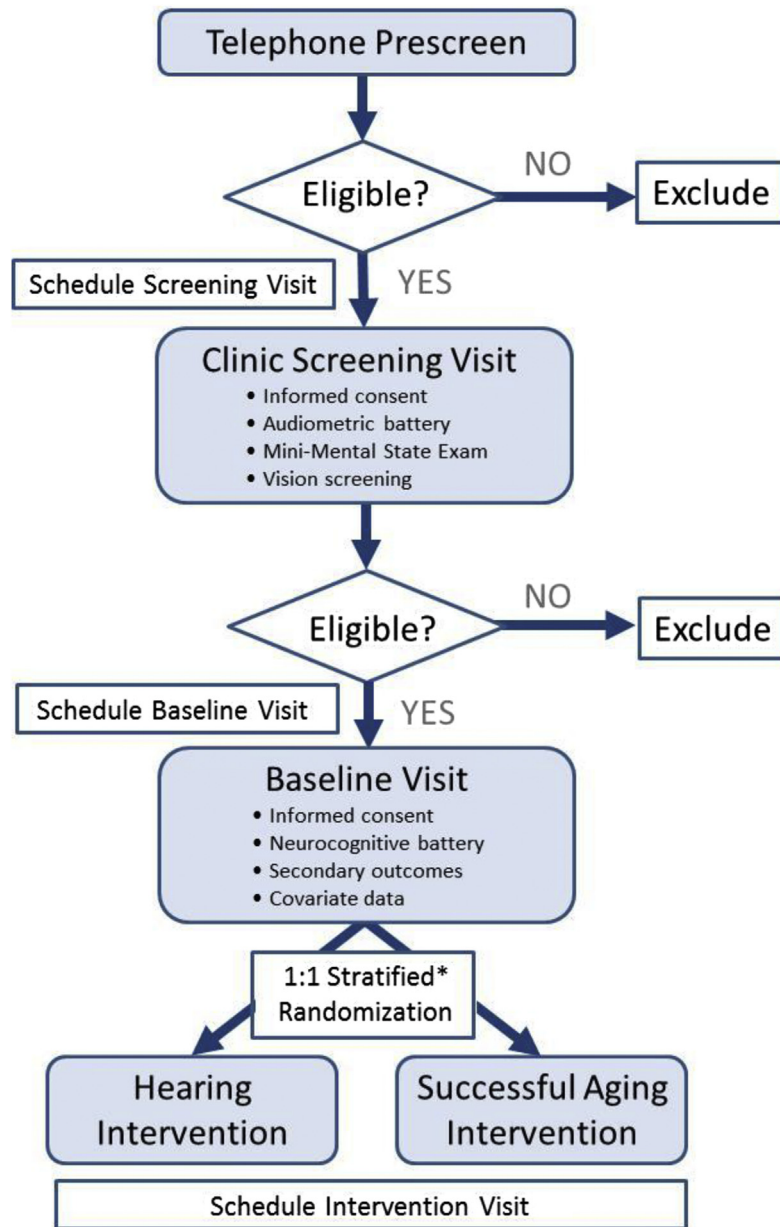 Telephone Prescreen
Eligible?
NO
Exclude
Schedule Screening Visit
YES
Clinic Screening Visit
• Informed consent
• Audiometric battery
• Mini-Mental State Exam
• Vision screening
Eligible?
NO
Exclude
Schedule Baseline Visit
YES
Baseline Visit
• Informed consent
• Neurocognitive battery
• Secondary outcomes
• Covariate data
1:1 Stratified*
Randomization
Hearing
Intervention
Successful Aging
Intervention
Schedule Intervention Visit